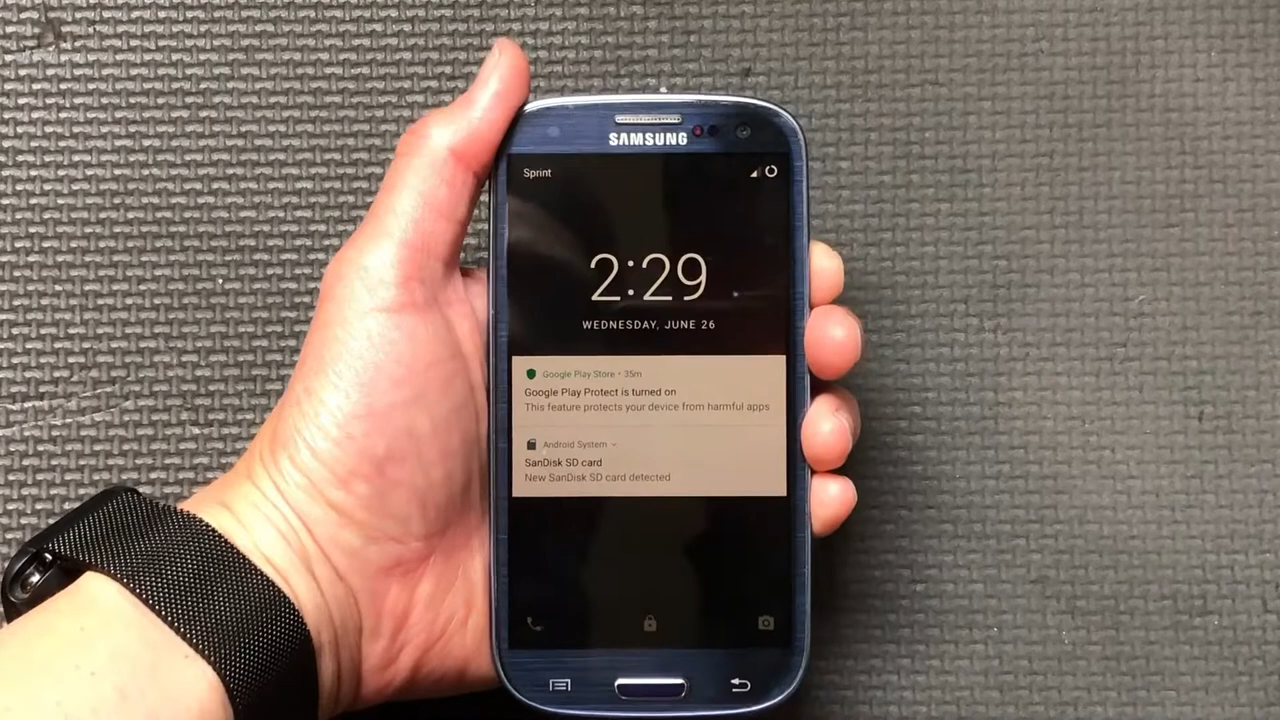 SAMSUNG
Sprint
2:29
WEDNESDAY, JUNE 26
Google Play Store • 35m
Google Play Protect is turned on
This feature protects your device from harmful apps
Android System
SanDisk SD card
New SanDisk SD card detected